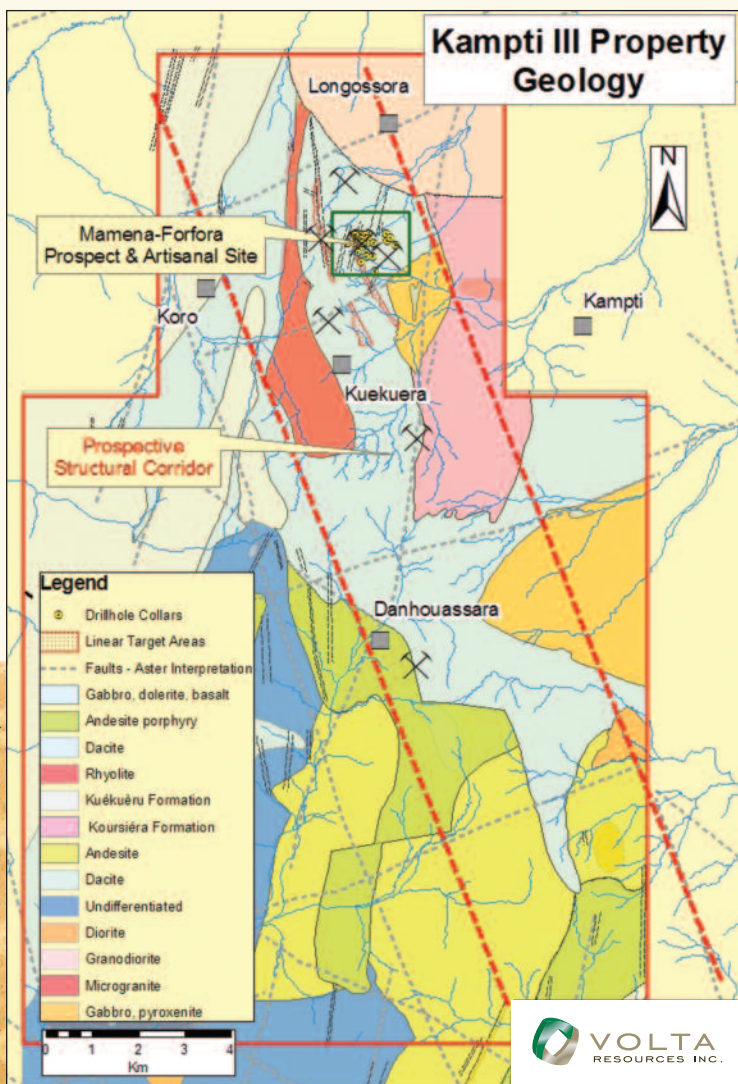 Kampti III Property
Geology
Longossora
N
Mamena-Forfora
Prospect & Artisanal Site
Koro
Kampti
Kuekuera
Prospective
Structural Corridor
Danhouassara
Legend
Drillhole Collars
Linear Target Areas
Faults - Aster Interpretation
Gabbro, dolerite, basalt
Andesite porphyry
Dacite
Rhyolite
Kuékuèru Formation
Koursiéra Formation
Andesite
Dacite
Undifferentiated
Diorite
Granodiorite
Microgranite
Gabbro, pyroxenite
0 1 2 3 4
Km
VOLTA
RESOURCES INC.